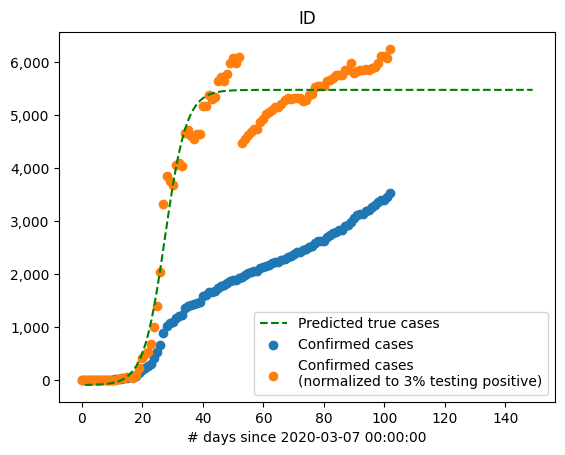 ID
6,000
5,000
4,000
3,000
2,000
1,000
0
Predicted true cases
Confirmed cases
Confirmed cases
(normalized to 3% testing positive)
0 20 40 60 80 100 120 140
# days since 2020-03-07 00:00:00